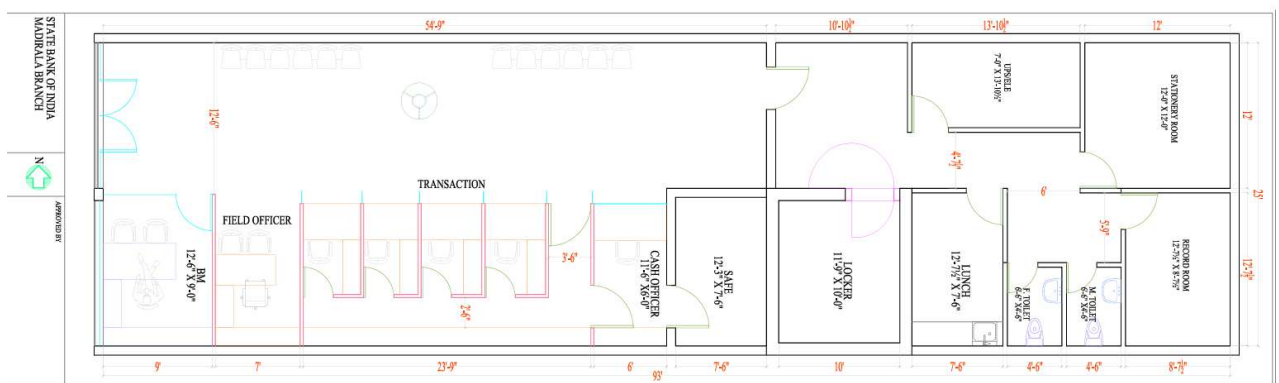 STATE BANK OF INDIA
MADIRALA BRANCH
N
APPROVED BY
54'-9"
10'-10½"
13'-10½"
12'
12'-6"
UPS/ELE
7'-0" X 13'-10½"
STATIONERY ROOM
12'-0" X 12'-0"
12'
4'-7½"
TRANSACTION
6'
25'
FIELD OFFICER
BM
12'-6" X 9'-0"
3'-6"
2'-6"
CASH OFFICER
11'-6" X6'-0"
SAFE
12'-3" X 7'-6"
LOCKER
11'-9" X 10'-0"
LUNCH
12'-7½" X 7'-6"
5'-9"
F. TOILET
6'-6" X4'-6"
M. TOILET
6'-6" X4'-6"
RECORD ROOM
12'-7½" X 8'-7½"
12'-7½"
9'
7'
23'-9"
6'
7'-6"
10'
7'-6"
4'-6"
4'-6"
8'-7½"
93'